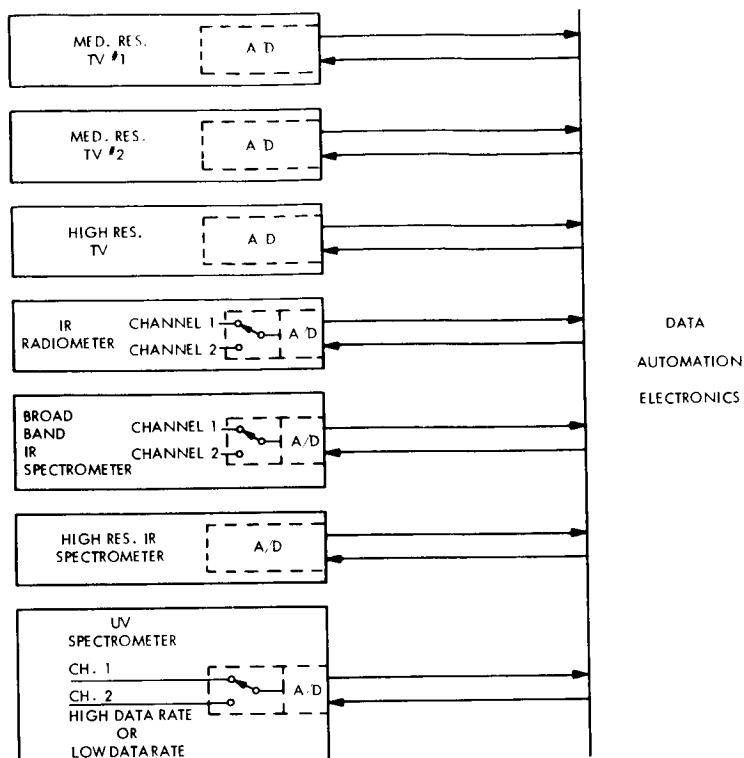 MED. RES.
TV #1
A/D
MED. RES.
TV #2
A/D
HIGH RES.
TV
A/D
IR
RADIOMETER
CHANNEL 1
CHANNEL 2
A/D
BROAD
BAND
IR
SPECTROMETER
CHANNEL 1
CHANNEL 2
A/D
HIGH RES. IR
SPECTROMETER
A/D
UV
SPECTROMETER
CH. 1
CH. 2
HIGH DATA RATE
OR
LOW DATA RATE
A/D
DATA
AUTOMATION
ELECTRONICS